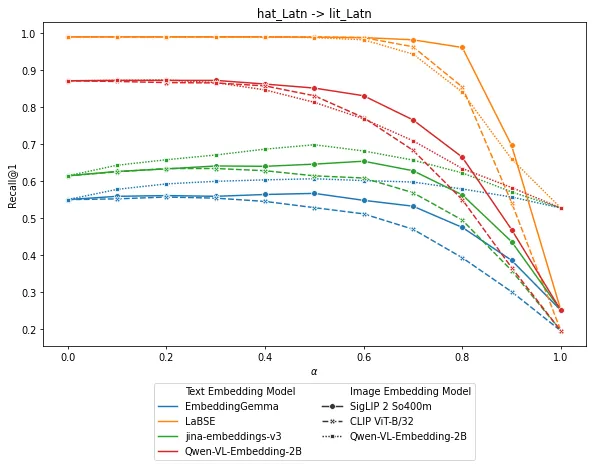 hat_Latn -> lit_Latn
1.0
0.9
0.8
0.7
0.6
0.5
0.4
0.3
0.2
Recall@1
0.0 0.2 0.4 0.6 0.8 1.0
α
Text Embedding Model Image Embedding Model
EmbeddingGemma SigLIP 2 So400m
LaBSE CLIP ViT-B/32
jina-embeddings-v3 Qwen-VL-Embedding-2B
Qwen-VL-Embedding-2B